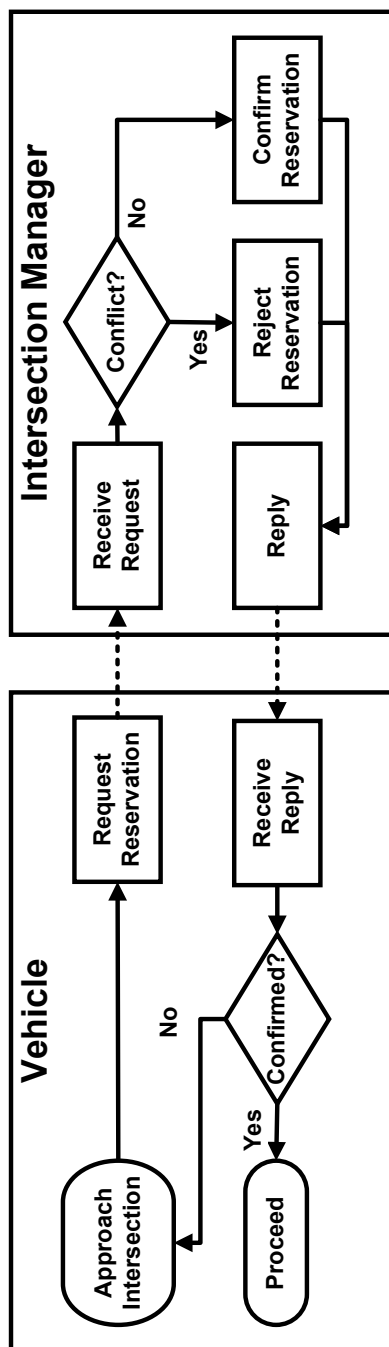 Vehicle
Approach
Intersection
Request
Reservation
No
Yes
Confirmed?
Proceed
Receive
Reply
Intersection Manager
Receive
Request
Conflict?
No
Yes
Reject
Reservation
Confirm
Reservation
Reply